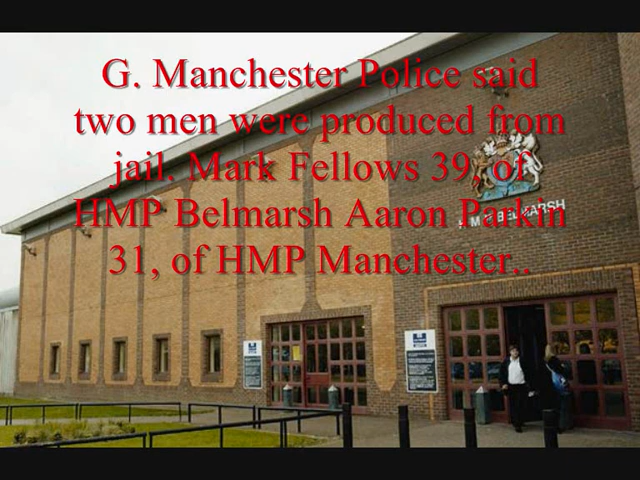 G. Manchester Police said
two men were produced from
jail. Mark Fellows 39, of
HMP Belmarsh Aaron Parkin
31, of HMP Manchester..
BELMARSH